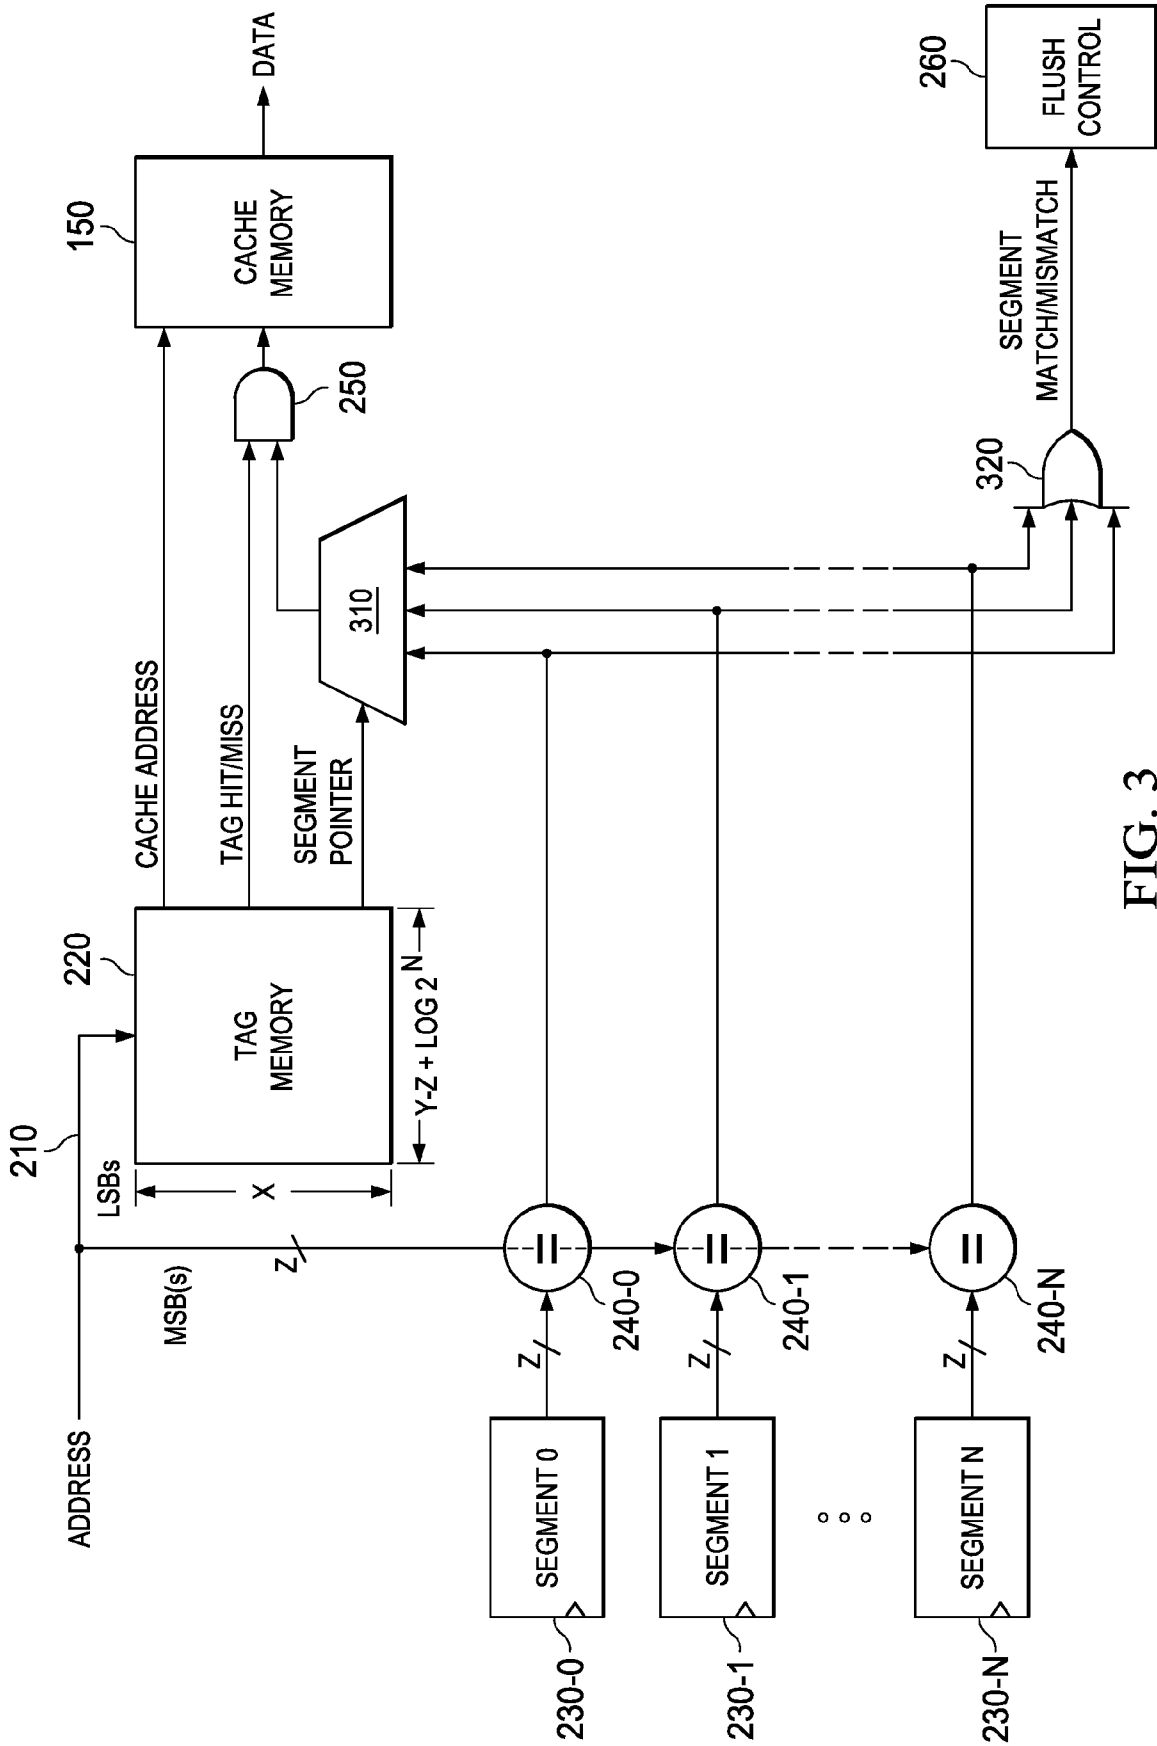 ADDRESS
MSB(s)
LSBs
210
Z
X
TAG
MEMORY
220
Y-Z + LOG 2 N
CACHE ADDRESS
TAG HIT/MISS
SEGMENT
POINTER
310
250
CACHE
MEMORY
150
DATA
SEGMENT 0
230-0
Z
=
240-0
SEGMENT 1
230-1
Z
=
240-1
SEGMENT N
230-N
Z
=
240-N
320
SEGMENT
MATCH/MISMATCH
FLUSH
CONTROL
260
FIG. 3